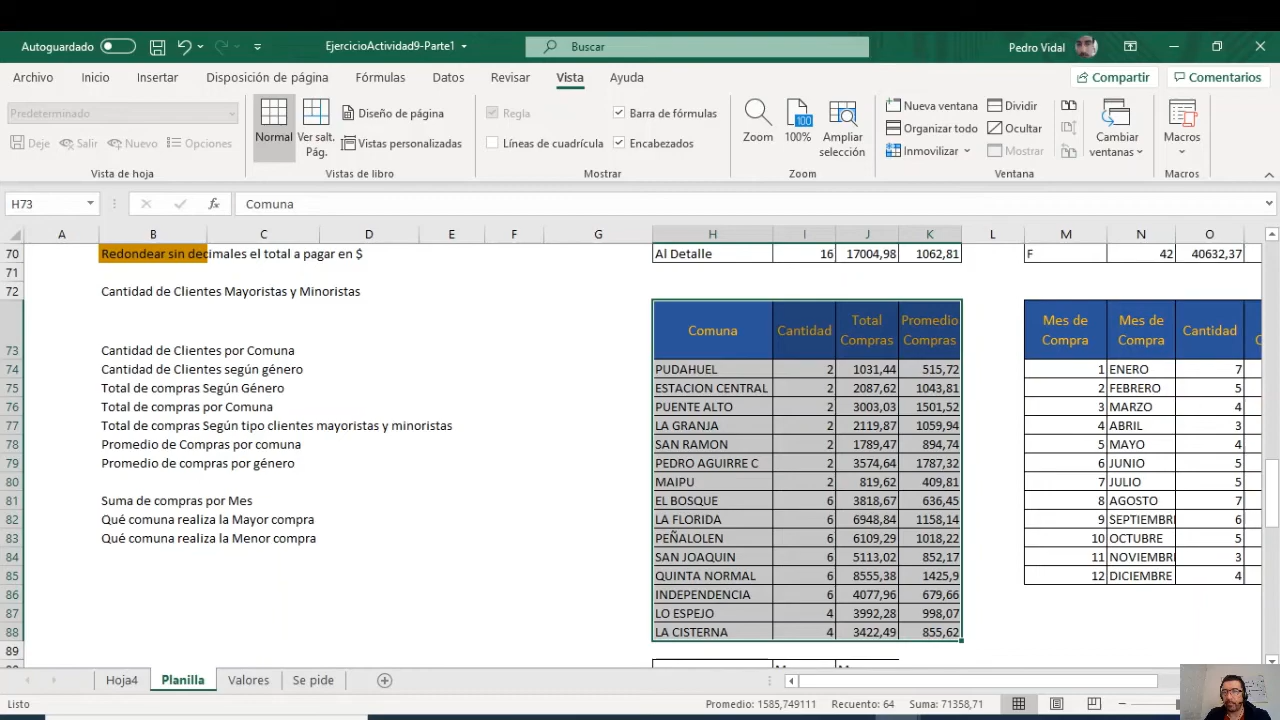 Autoguardado
EjercicioActividad9-Parte1
Buscar
Pedro Vidal
Archivo Inicio Insertar Disposición de página Fórmulas Datos Revisar Vista Ayuda
Compartir Comentarios
Predeterminado
Deje Salir Nuevo Opciones
Vista de hoja
Normal
Ver salt. Pág.
Diseño de página
Vistas personalizadas
Vistas de libro
Regla
Barra de fórmulas
Líneas de cuadrícula
Encabezados
Mostrar
Zoom
100
100%
Ampliar selección
Zoom
Nueva ventana
Organizar todo
Inmovilizar
Dividir
Ocultar
Mostrar
Cambiar ventanas
Ventana
Macros
Macros
H73
fx
Comuna
A B C D E F G H I J K L M N O
70 Redondear sin decimales el total a pagar en $ Al Detalle 16 17004,98 1062,81 F 42 40632,37
71
72 Cantidad de Clientes Mayoristas y Minoristas
Comuna Cantidad Total Compras Promedio Compras Mes de Compra Mes de Compra Cantidad
73 Cantidad de Clientes por Comuna
74 Cantidad de Clientes según género PUDAHUEL 2 1031,44 515,72 1 ENERO 7
75 Total de compras Según Género ESTACION CENTRAL 2 2087,62 1043,81 2 FEBRERO 5
76 Total de compras por Comuna PUENTE ALTO 2 3003,03 1501,52 3 MARZO 4
77 Total de compras Según tipo clientes mayoristas y minoristas LA GRANJA 2 2119,87 1059,94 4 ABRIL 3
78 Promedio de Compras por comuna SAN RAMON 2 1789,47 894,74 5 MAYO 4
79 Promedio de compras por género PEDRO AGUIRRE C 2 3574,64 1787,32 6 JUNIO 5
80 MAIPU 2 819,62 409,81 7 JULIO 5
81 Suma de compras por Mes EL BOSQUE 6 3818,67 636,45 8 AGOSTO 7
82 Qué comuna realiza la Mayor compra LA FLORIDA 6 6948,84 1158,14 9 SEPTIEMBRE 6
83 Qué comuna realiza la Menor compra PEÑALOLEN 6 6109,29 1018,22 10 OCTUBRE 5
84 SAN JOAQUIN 6 5113,02 852,17 11 NOVIEMBRE 3
85 QUINTA NORMAL 6 8555,38 1425,9 12 DICIEMBRE 4
86 INDEPENDENCIA 6 4077,96 679,66
87 LO ESPEJO 4 3992,28 998,07
88 LA CISTERNA 4 3422,49 855,62
89
Hoja4 Planilla Valores Se pide
Listo
Promedio: 1585,749111 Recuento: 64 Suma: 71358,71